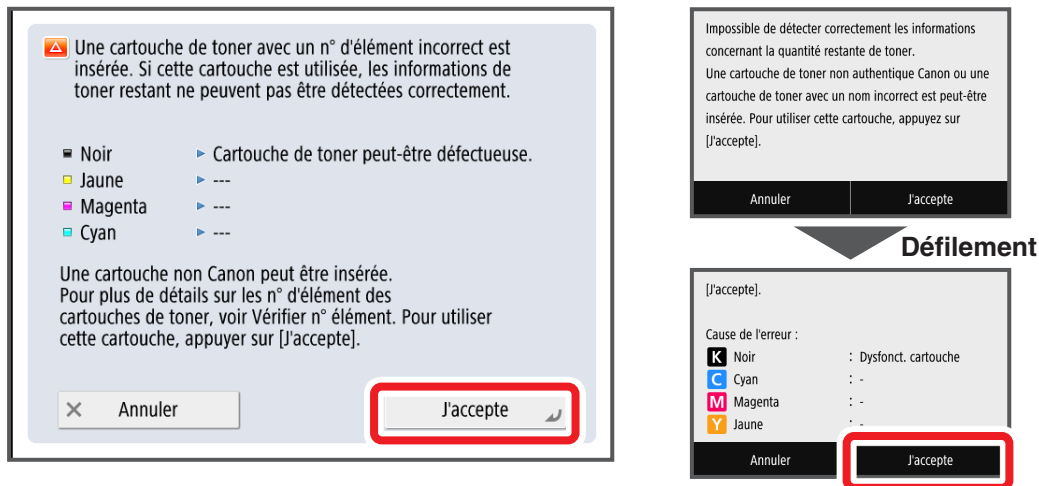 Une cartouche de toner avec un n° d'élément incorrect est
insérée. Si cette cartouche est utilisée, les informations de
toner restant ne peuvent pas être détectées correctement.
Noir Cartouche de toner peut-être défectueuse.
Jaune ---
Magenta ---
Cyan ---
Une cartouche non Canon peut être insérée.
Pour plus de détails sur les n° d'élément des
cartouches de toner, voir Vérifier n° élément. Pour utiliser
cette cartouche, appuyer sur [J'accepte].
Annuler J'accepte
Impossible de détecter correctement les informations
concernant la quantité restante de toner.
Une cartouche de toner non authentique Canon ou une
cartouche de toner avec un nom incorrect est peut-être
insérée. Pour utiliser cette cartouche, appuyez sur
[J'accepte].
Annuler J'accepte
Défilement
[J'accepte].
Cause de l'erreur :
K Noir : Dysfonct. cartouche
C Cyan : -
M Magenta : -
Y Jaune : -
Annuler J'accepte